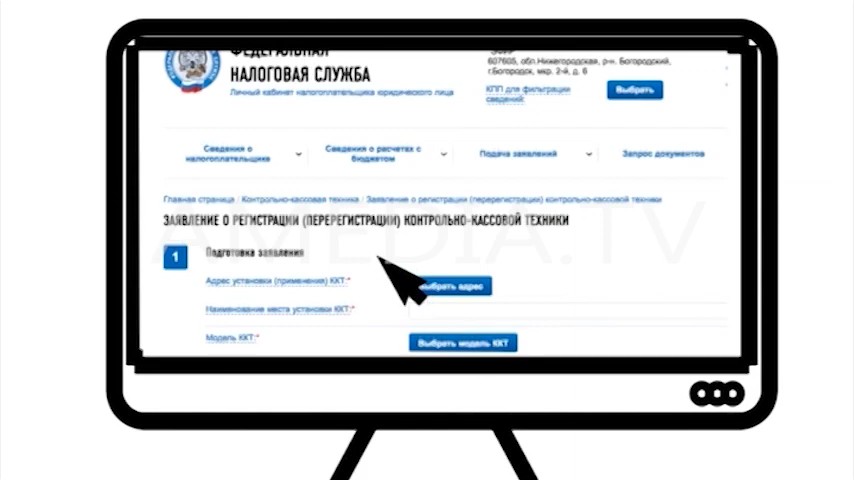 ФЕДЕРАЛЬНАЯ
НАЛОГОВАЯ СЛУЖБА
Личный кабинет налогоплательщика юридического лица
607605, обл.Нижегородская, р-н. Богородский,
г.Богородск, мкр. 2-й, д. 6
КПП для фильтрации
сведений:
Выбрать
Сведения о
налогоплательщике
Сведения о расчетах с
бюджетом
Подача заявлений
Запрос документов
Главная страница / Контрольно-кассовая техника / Заявление о регистрации (перерегистрации) контрольно-кассовой техники
ЗАЯВЛЕНИЕ О РЕГИСТРАЦИИ (ПЕРЕРЕГИСТРАЦИИ) КОНТРОЛЬНО-КАССОВОЙ ТЕХНИКИ
AMEDIA.TV
1
Подготовка заявления
Адрес установки (применения) ККТ:*
выбрать адрес
Наименование места установки ККТ:*
Модель ККТ:*
Выбрать модель ККТ